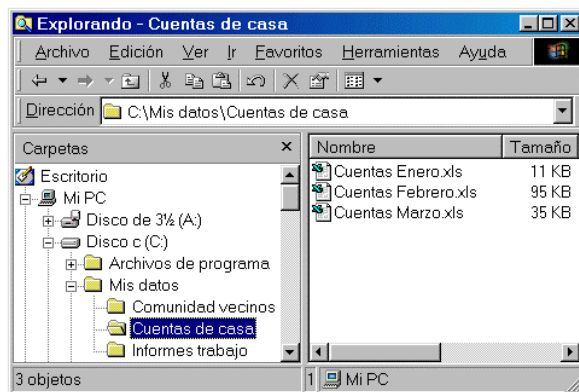 Explorando - Cuentas de casa
Archivo Edición Ver Ir Favoritos Herramientas Ayuda
Dirección C:\Mis datos\Cuentas de casa
Carpetas
Escritorio
Mi PC
Disco de 3½ (A:)
Disco c (C:)
Archivos de programa
Mis datos
Comunidad vecinos
Cuentas de casa
Informes trabajo
Nombre Tamaño
Cuentas Enero.xls 11 KB
Cuentas Febrero.xls 95 KB
Cuentas Marzo.xls 35 KB
3 objetos 1 Mi PC